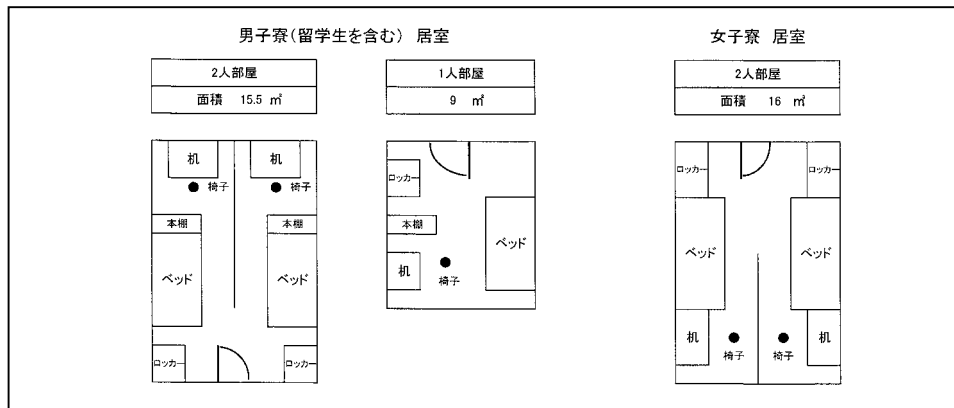 男子寮(留学生を含む) 居室
2人部屋
面積 15.5 ㎡
机
机
椅子
椅子
本棚
本棚
ベッド
ベッド
ロッカー
ロッカー
1人部屋
9 ㎡
ロッカー
本棚
ベッド
机
椅子
女子寮 居室
2人部屋
面積 16 ㎡
ロッカー
ロッカー
ベッド
ベッド
机
机
椅子
椅子